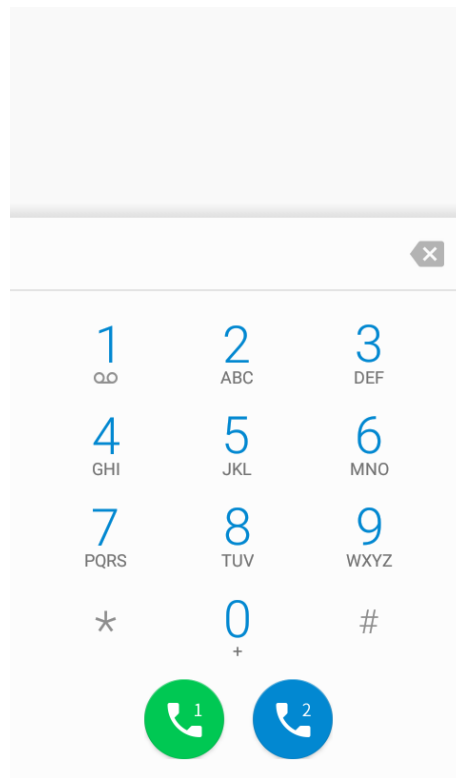 1 2 3
ABC DEF
4 5 6
GHI JKL MNO
7 8 9
PQRS TUV WXYZ
* 0 #
+
1 2